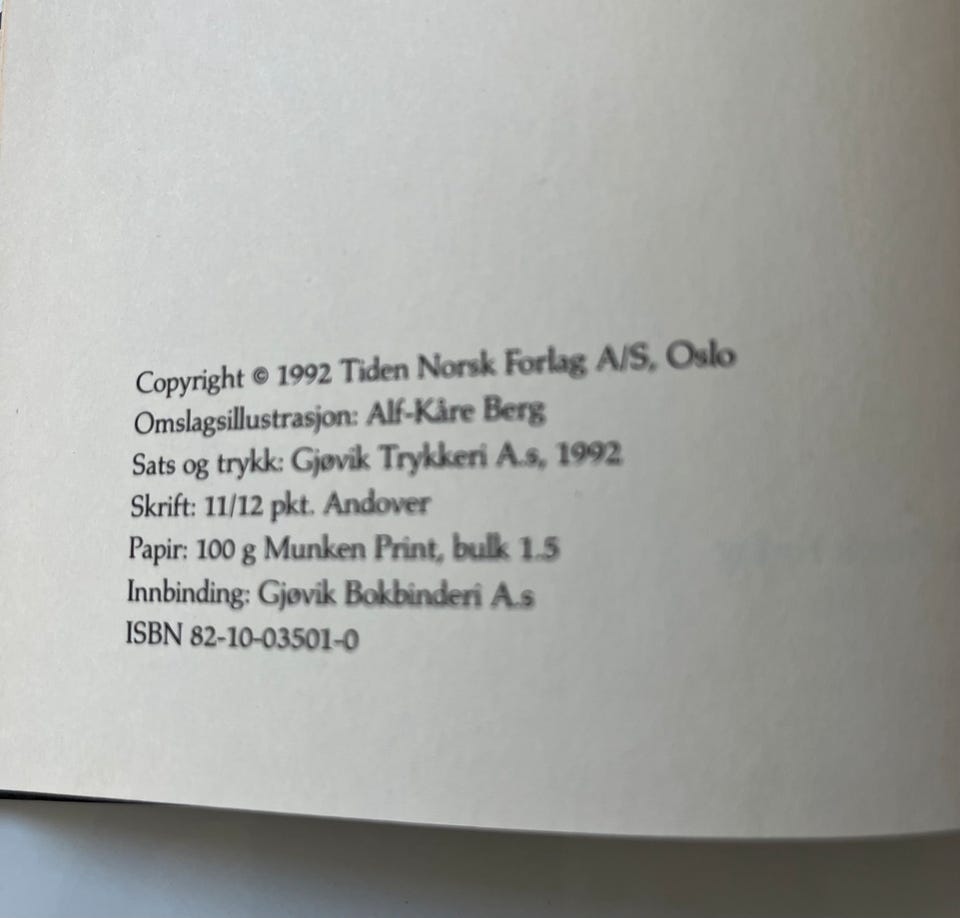 Copyright © 1992 Tiden Norsk Forlag A/S, Oslo
Omslagsillustrasjon: Alf-Kåre Berg
Sats og trykk: Gjøvik Trykkeri A.s, 1992
Skrift: 11/12 pkt. Andover
Papir: 100 g Munken Print, bulk 1.5
Innbinding: Gjøvik Bokbinderi A.s
ISBN 82-10-03501-0